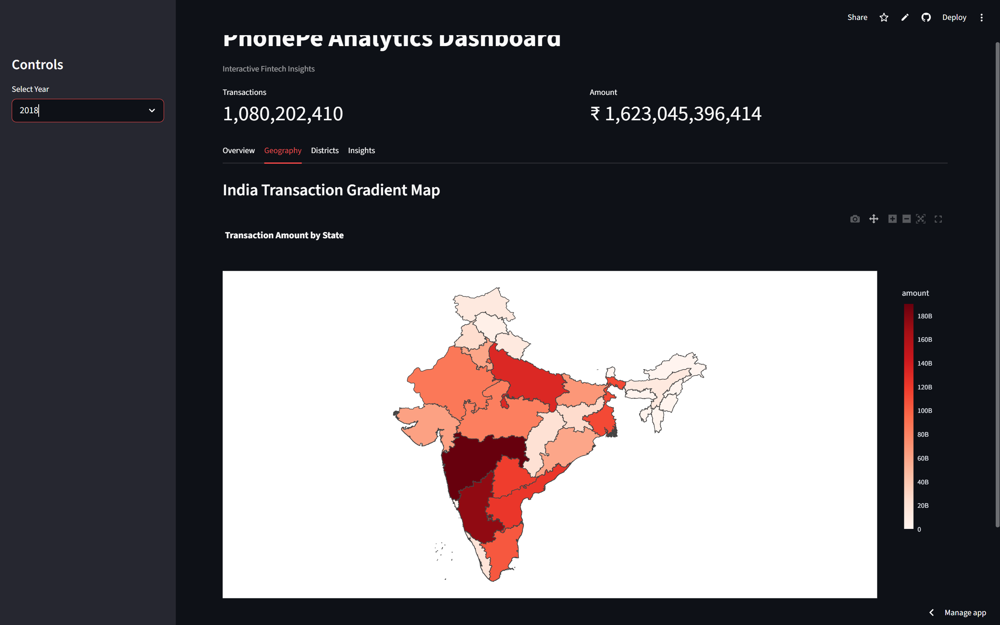 Share
Deploy
PhonePe Analytics Dashboard
Controls
Interactive Fintech Insights
Select Year
2018
Transactions
1,080,202,410
Amount
₹ 1,623,045,396,414
Overview
Geography
Districts
Insights
India Transaction Gradient Map
Transaction Amount by State
amount
180B
160B
140B
120B
100B
80B
60B
40B
20B
0
Manage app